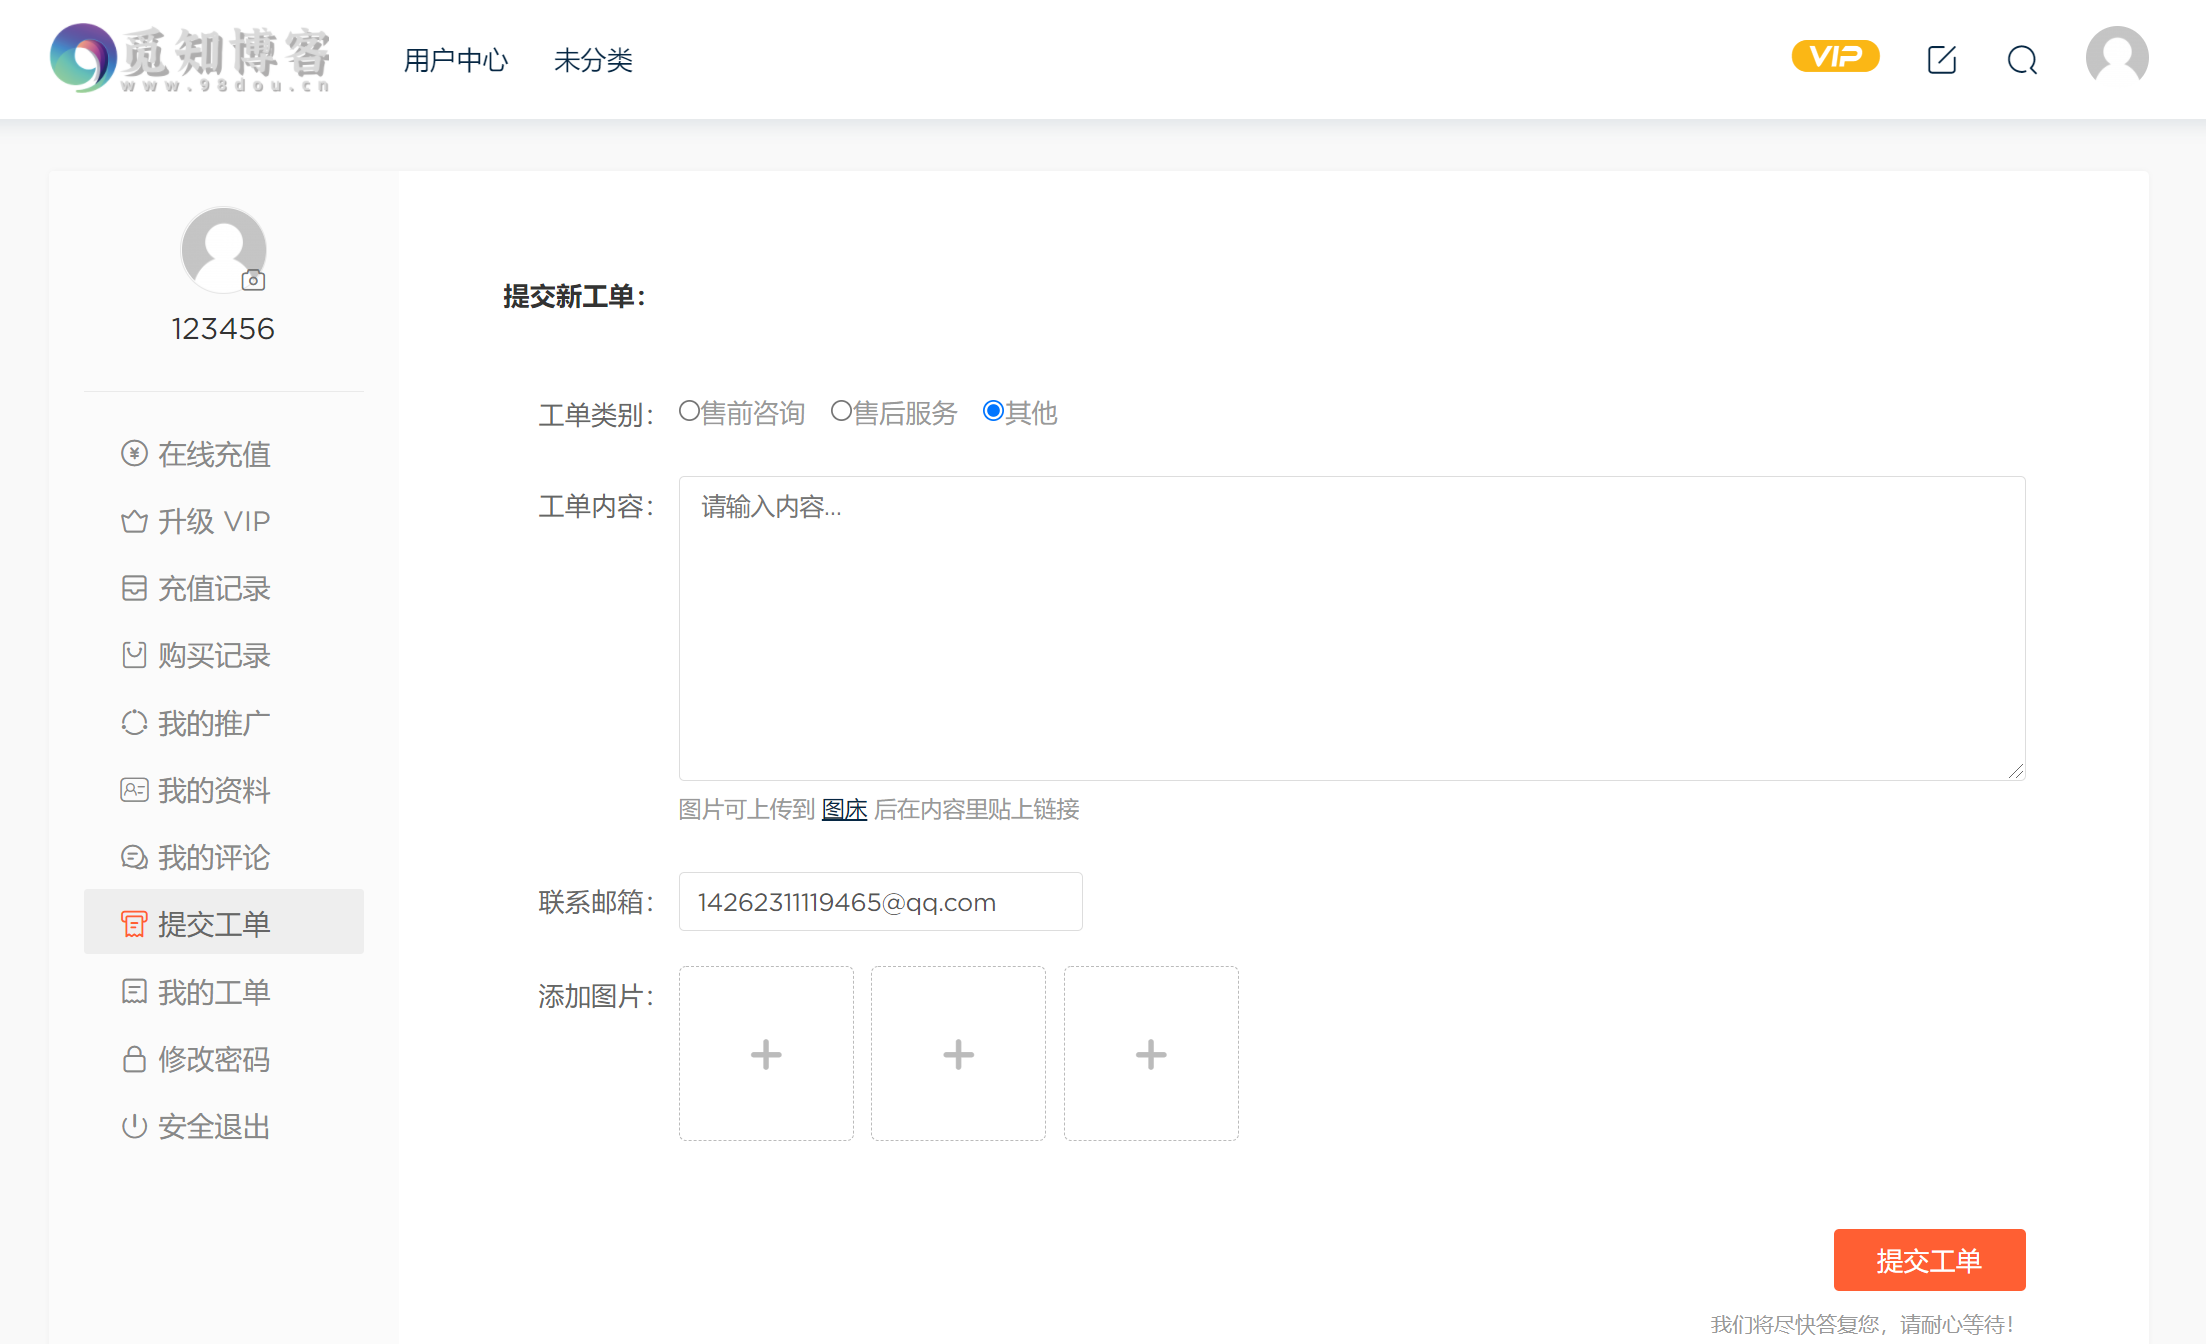 觅知博客
www.98dou.cn
用户中心 未分类
VIP
123456
在线充值
升级 VIP
充值记录
购买记录
我的推广
我的资料
我的评论
提交工单
我的工单
修改密码
安全退出
提交新工单：
工单类别： 售前咨询 售后服务 其他
工单内容： 请输入内容...
图片可上传到 图床 后在内容里贴上链接
联系邮箱： 14262311119465@qq.com
添加图片：
提交工单
我们将尽快答复您，请耐心等待！